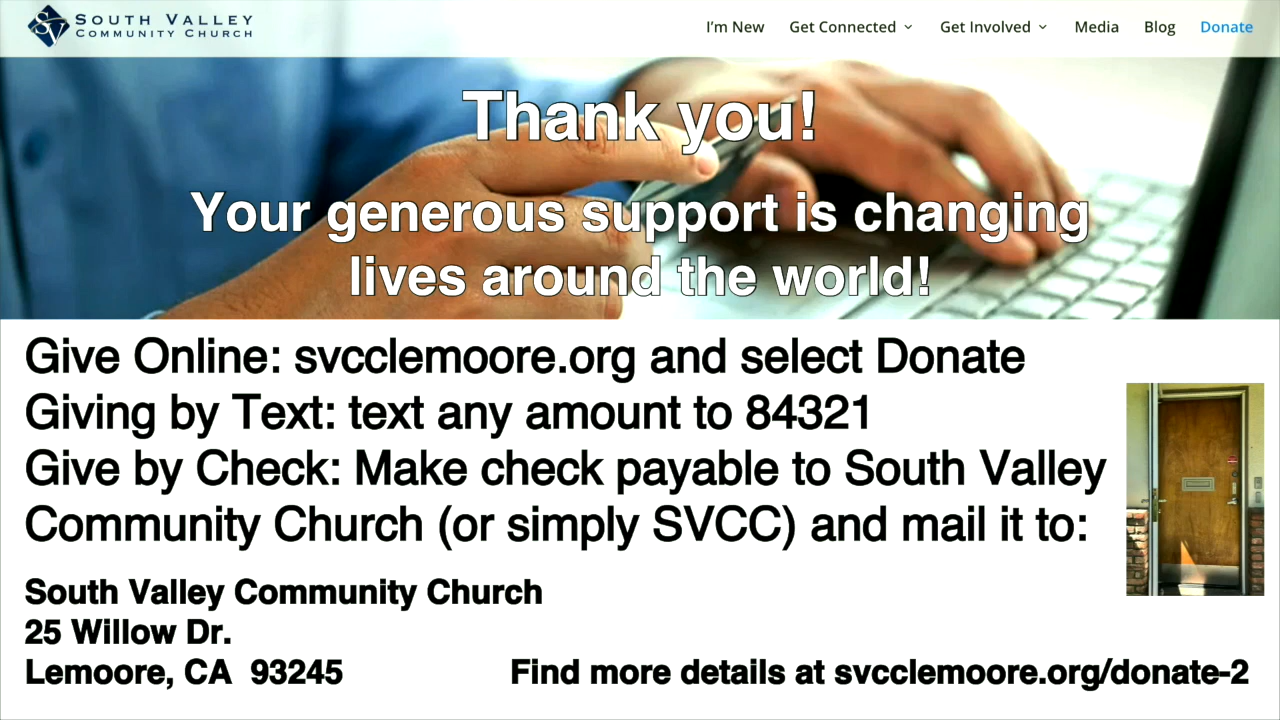 SV
SOUTH VALLEY
COMMUNITY CHURCH
I'm New
Get Connected
Get Involved
Media
Blog
Donate
Thank you!
Your generous support is changing
lives around the world!
Give Online: svcclemoore.org and select Donate
Giving by Text: text any amount to 84321
Give by Check: Make check payable to South Valley
Community Church (or simply SVCC) and mail it to:
South Valley Community Church
25 Willow Dr.
Lemoore, CA 93245
Find more details at svcclemoore.org/donate-2